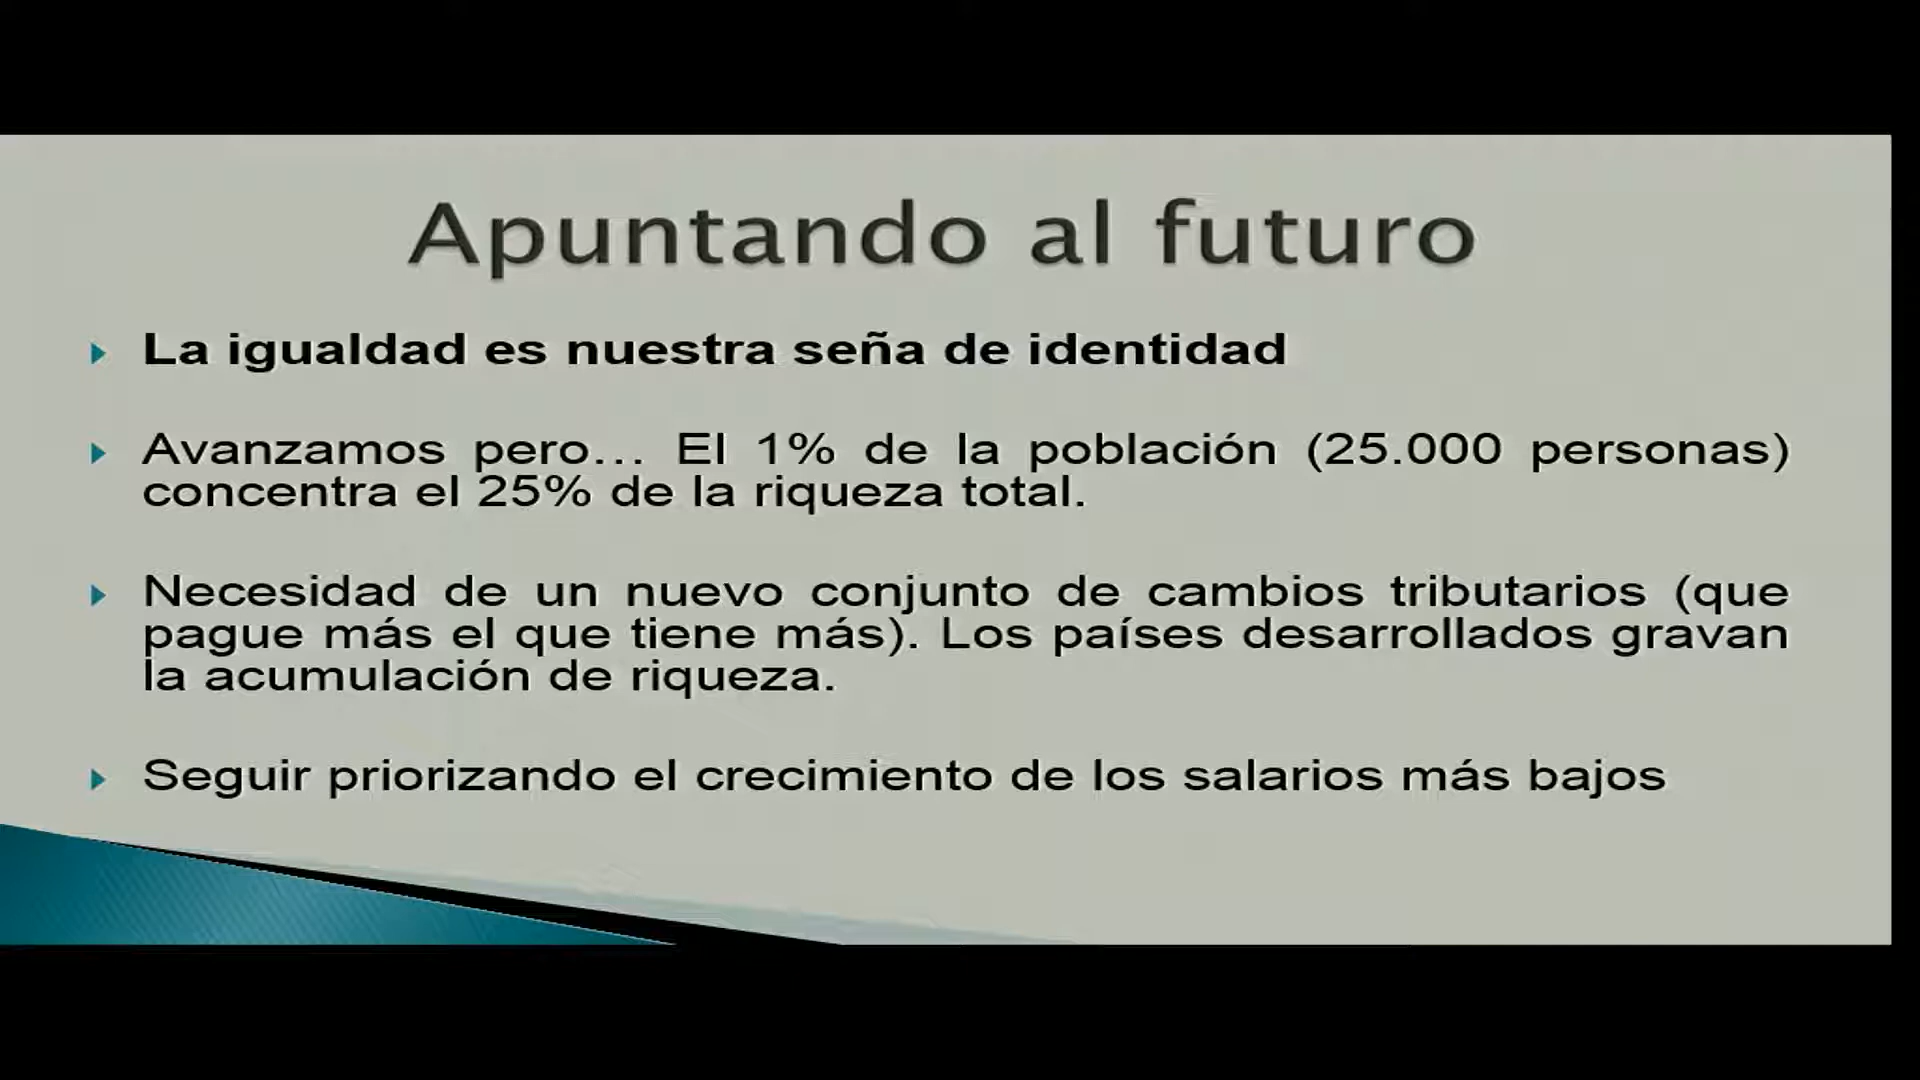 Apuntando al futuro
La igualdad es nuestra seña de identidad
Avanzamos pero... El 1% de la población (25.000 personas)
concentra el 25% de la riqueza total.
Necesidad de un nuevo conjunto de cambios tributarios (que
pague más el que tiene más). Los países desarrollados gravan
la acumulación de riqueza.
Seguir priorizando el crecimiento de los salarios más bajos